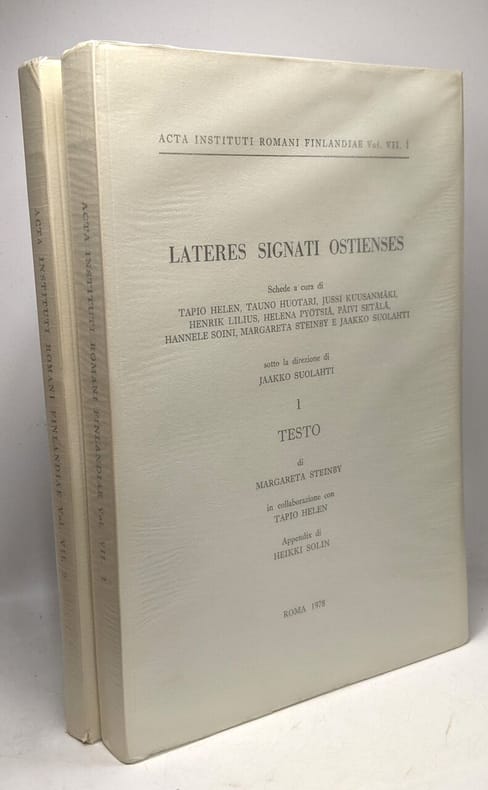 ACTA INSTITUTI ROMANI FINLANDIAE Vol. VII. 1
LATERES SIGNATI OSTIENSES
Schede a cura di
TAPIO HELEN, TAUNO HUOTARI, JUSSI KUUSANMÄKI,
HENRIK LILIUS, HELENA PYÖTSIÄ, PÄIVI SETÄLÄ,
HANNELE SOINI, MARGARETA STEINBY E JAAKKO SUOLAHTI
sotto la direzione di
JAAKKO SUOLAHTI
1
TESTO
di
MARGARETA STEINBY
in collaborazione con
TAPIO HELEN
Appendix di
HEIKKI SOLIN
ROMA 1978
ACTA INSTITUTI ROMANI FINLANDIAE Vol. VII. 1
ACTA INSTITUTI ROMANI FINLANDIAE Vol. VII. 2